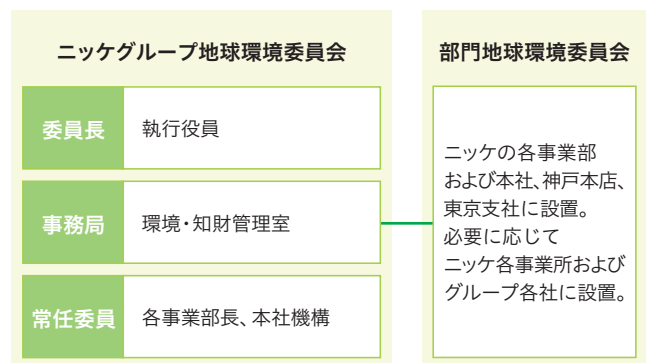 ニッケグループ地球環境委員会
委員長
執行役員
事務局
環境・知財管理室
常任委員
各事業部長、本社機構
部門地球環境委員会
ニッケの各事業部
および本社、神戸本店、
東京支社に設置。
必要に応じて
ニッケ各事業所および
グループ各社に設置。